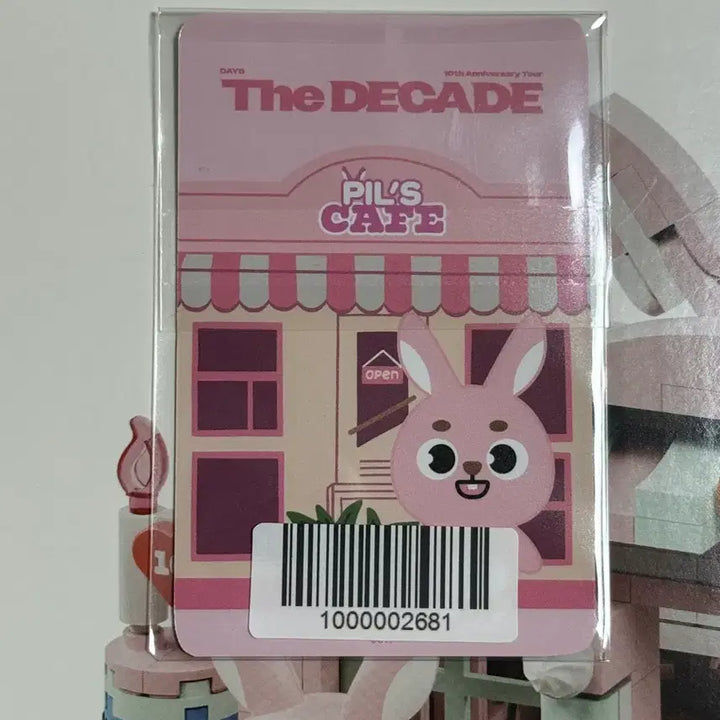 DAY6
10th Anniversary Tour
The DECADE
PIL'S
CAFE
OPEN
1000002681